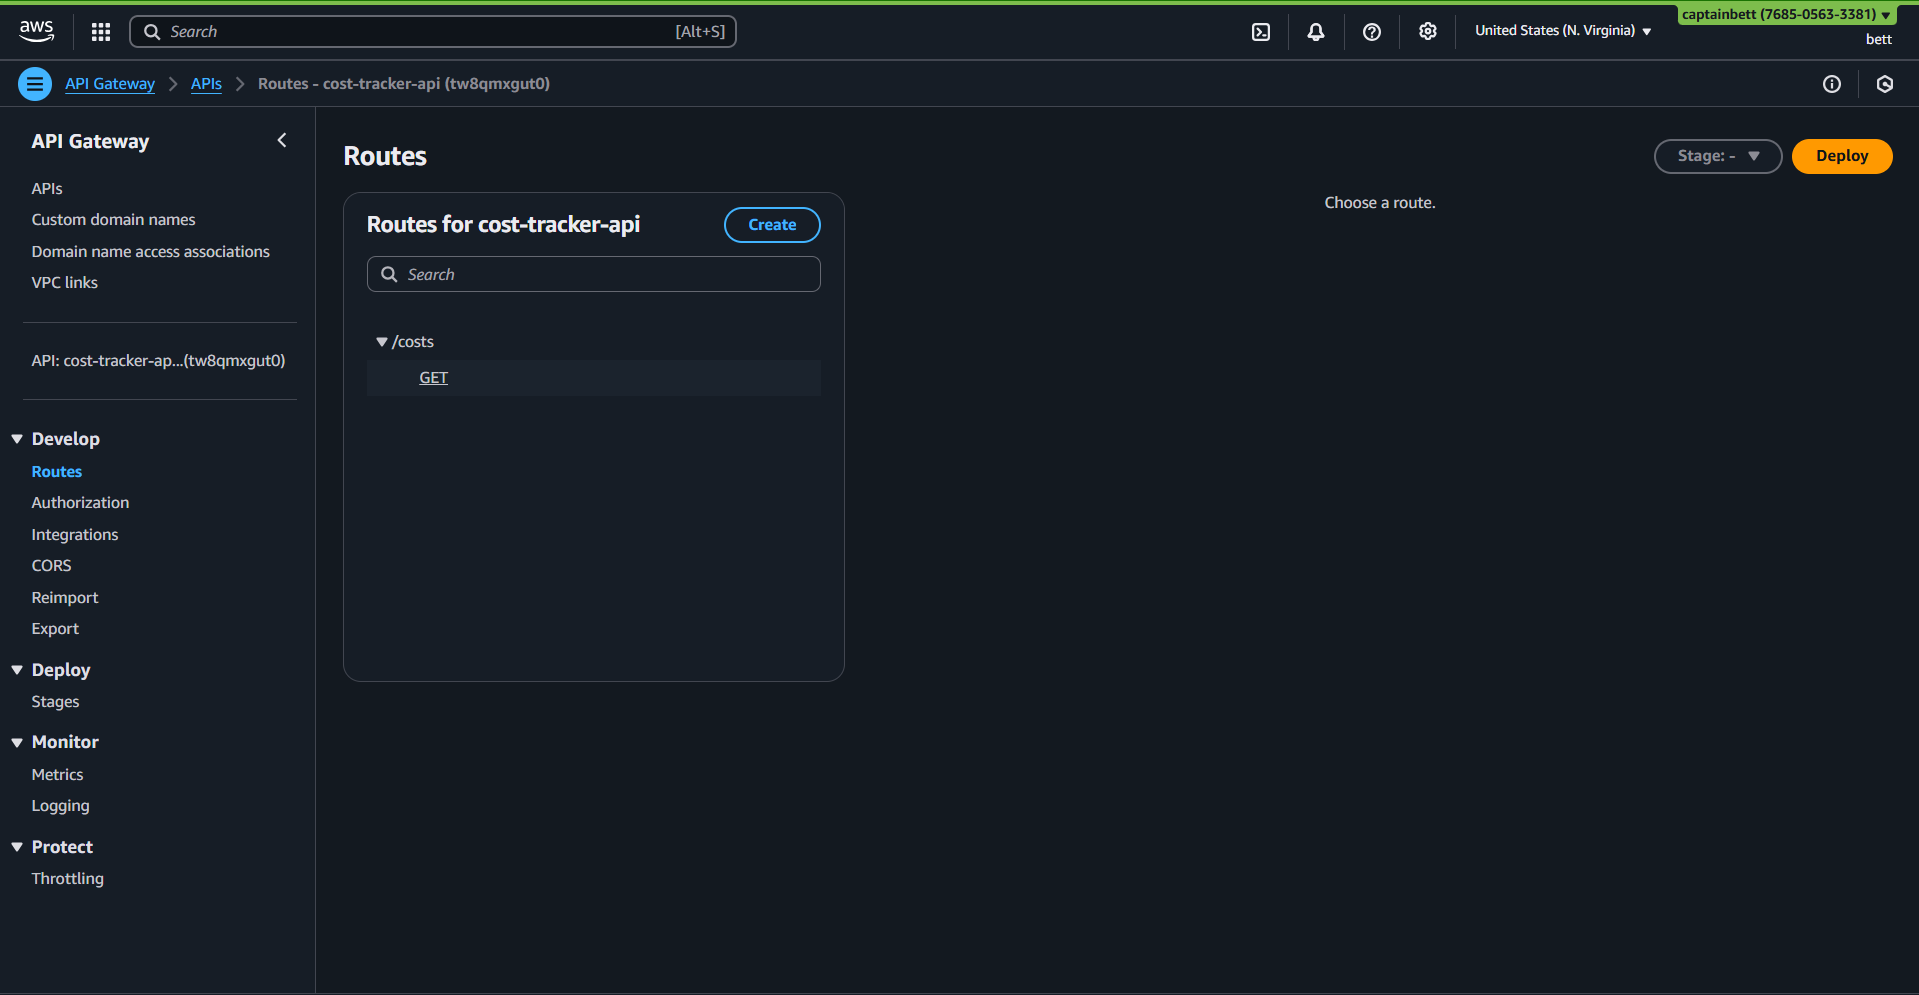 aws
Search [Alt+S]
United States (N. Virginia)
captainbett (7685-0563-3381)
bett
API Gateway > APIs > Routes - cost-tracker-api (tw8qmxgut0)
API Gateway
APIs
Custom domain names
Domain name access associations
VPC links
API: cost-tracker-ap...(tw8qmxgut0)
Develop
Routes
Authorization
Integrations
CORS
Reimport
Export
Deploy
Stages
Monitor
Metrics
Logging
Protect
Throttling
Routes
Stage: -
Deploy
Routes for cost-tracker-api
Create
Search
/costs
GET
Choose a route.